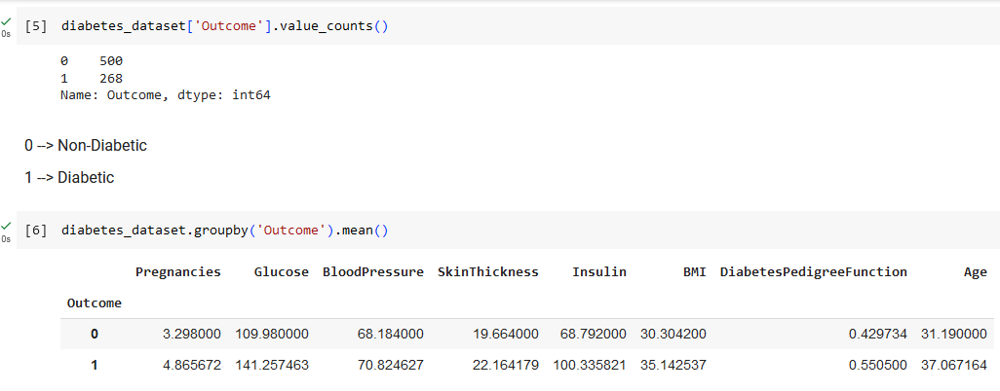 [5] diabetes_dataset['Outcome'].value_counts()
0s
0 500
1 268
Name: Outcome, dtype: int64
0 --> Non-Diabetic
1 --> Diabetic
[6] diabetes_dataset.groupby('Outcome').mean()
0s
Pregnancies Glucose BloodPressure SkinThickness Insulin BMI DiabetesPedigreeFunction Age
Outcome
0 3.298000 109.980000 68.184000 19.664000 68.792000 30.304200 0.429734 31.190000
1 4.865672 141.257463 70.824627 22.164179 100.335821 35.142537 0.550500 37.067164